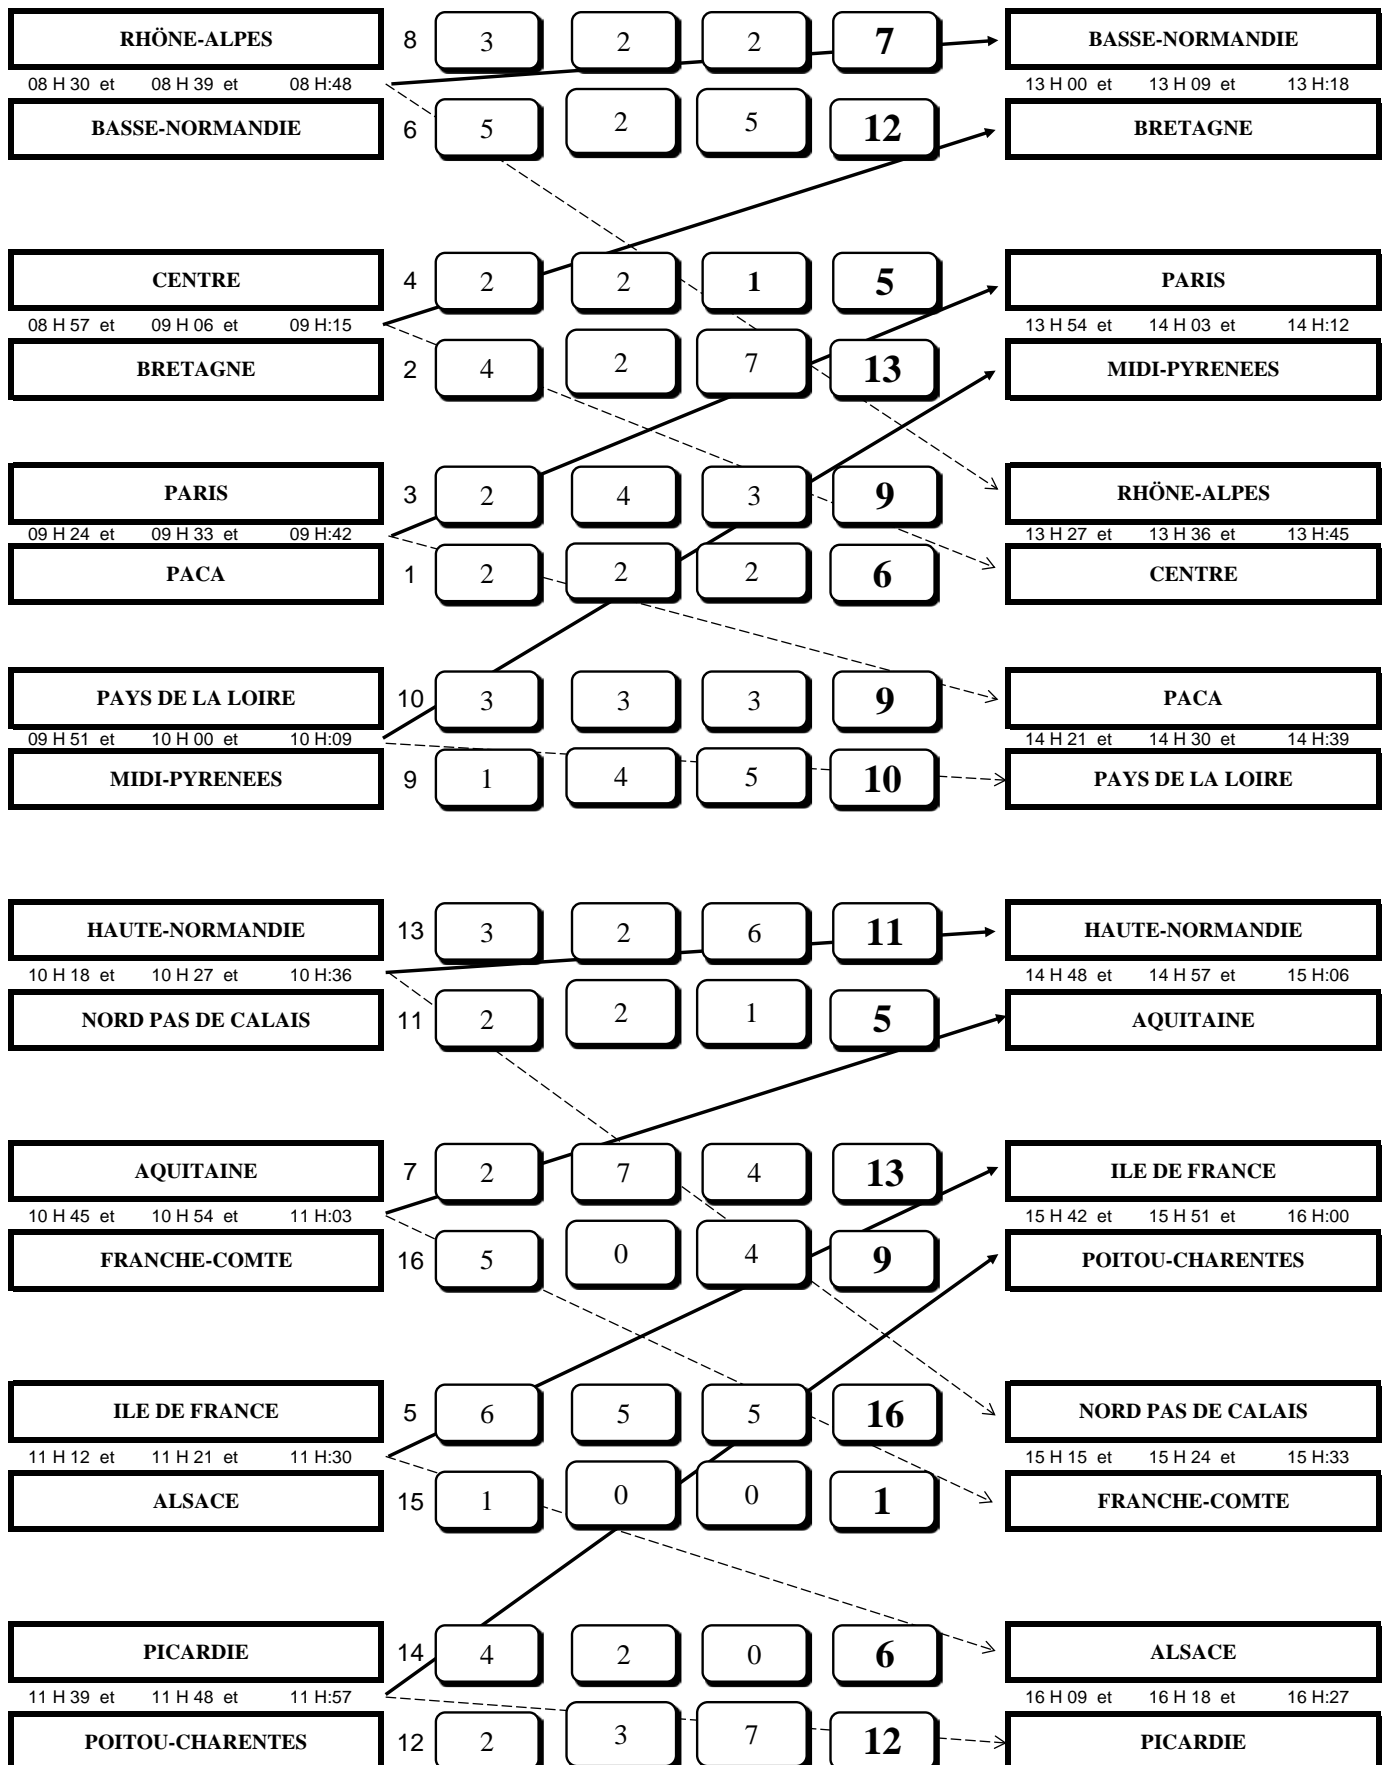 RHÖNE-ALPES 8 3 2 2 7 BASSE-NORMANDIE
08 H 30 et 08 H 39 et 08 H:48 13 H 00 et 13 H 09 et 13 H:18
BASSE-NORMANDIE 6 5 2 5 12 BRETAGNE
CENTRE 4 2 2 1 5 PARIS
08 H 57 et 09 H 06 et 09 H:15 13 H 54 et 14 H 03 et 14 H:12
BRETAGNE 2 4 2 7 13 MIDI-PYRENEES
PARIS 3 2 4 3 9 RHÖNE-ALPES
09 H 24 et 09 H 33 et 09 H:42 13 H 27 et 13 H 36 et 13 H:45
PACA 1 2 2 2 6 CENTRE
PAYS DE LA LOIRE 10 3 3 3 9 PACA
09 H 51 et 10 H 00 et 10 H:09 14 H 21 et 14 H 30 et 14 H:39
MIDI-PYRENEES 9 1 4 5 10 PAYS DE LA LOIRE
HAUTE-NORMANDIE 13 3 2 6 11 HAUTE-NORMANDIE
10 H 18 et 10 H 27 et 10 H:36 14 H 48 et 14 H 57 et 15 H:06
NORD PAS DE CALAIS 11 2 2 1 5 AQUITAINE
AQUITAINE 7 2 7 4 13 ILE DE FRANCE
10 H 45 et 10 H 54 et 11 H:03 15 H 42 et 15 H 51 et 16 H:00
FRANCHE-COMTE 16 5 0 4 9 POITOU-CHARENTES
ILE DE FRANCE 5 6 5 5 16 NORD PAS DE CALAIS
11 H 12 et 11 H 21 et 11 H:30 15 H 15 et 15 H 24 et 15 H:33
ALSACE 15 1 0 0 1 FRANCHE-COMTE
PICARDIE 14 4 2 0 6 ALSACE
11 H 39 et 11 H 48 et 11 H:57 16 H 09 et 16 H 18 et 16 H:27
POITOU-CHARENTES 12 2 3 7 12 PICARDIE